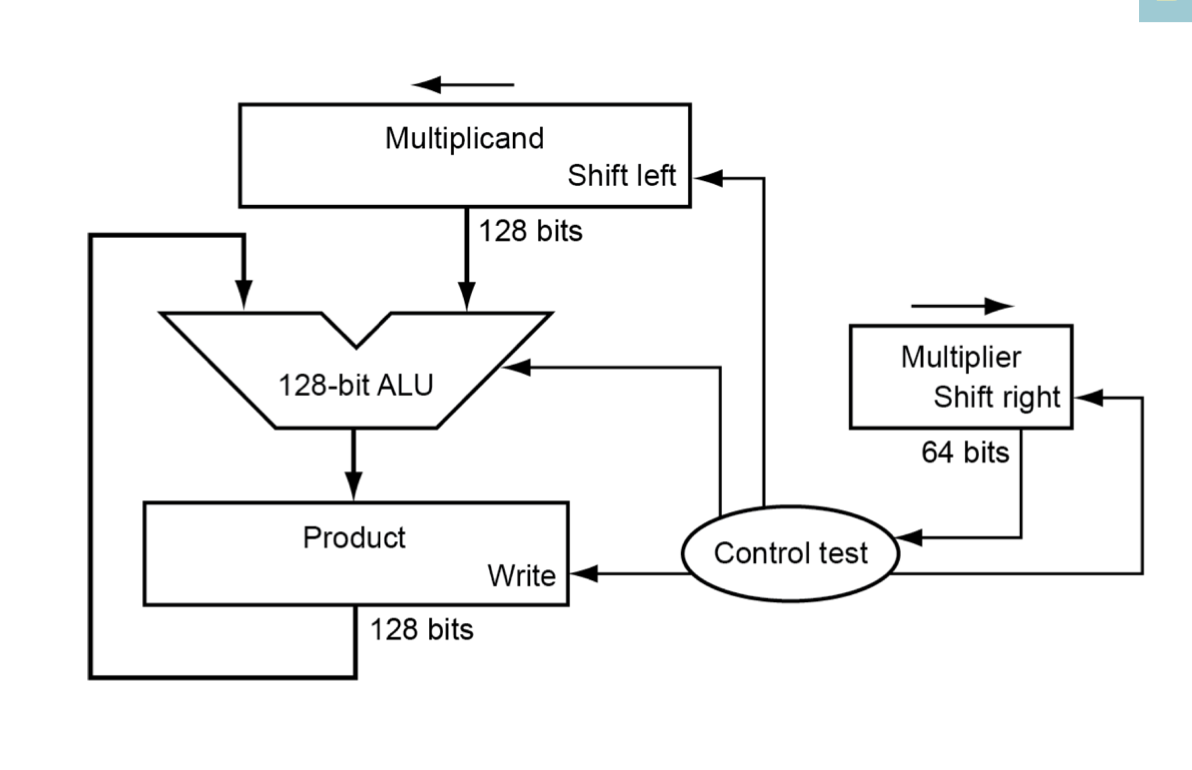 Multiplicand
Shift left
128 bits
128-bit ALU
Multiplier
Shift right
64 bits
Product
Write
Control test
128 bits